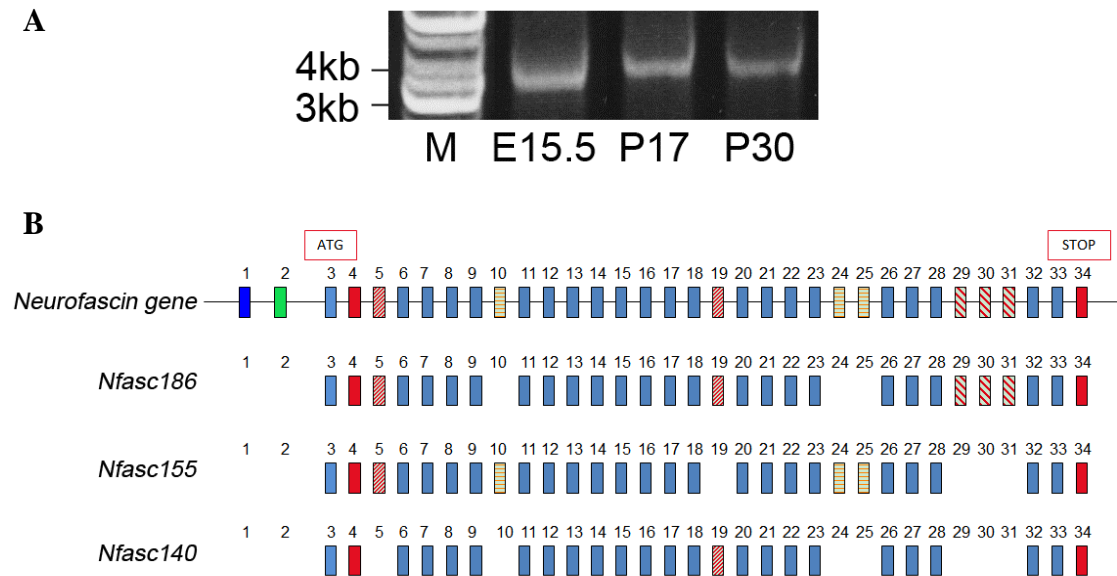 A
4kb
3kb
M E15.5 P17 P30
B
ATG STOP
1 2 3 4 5 6 7 8 9 10 11 12 13 14 15 16 17 18 19 20 21 22 23 24 25 26 27 28 29 30 31 32 33 34
Neurofascin gene
1 2 3 4 5 6 7 8 9 10 11 12 13 14 15 16 17 18 19 20 21 22 23 24 25 26 27 28 29 30 31 32 33 34
Nfasc186
1 2 3 4 5 6 7 8 9 10 11 12 13 14 15 16 17 18 19 20 21 22 23 24 25 26 27 28 29 30 31 32 33 34
Nfasc155
1 2 3 4 5 6 7 8 9 10 11 12 13 14 15 16 17 18 19 20 21 22 23 24 25 26 27 28 29 30 31 32 33 34
Nfasc140